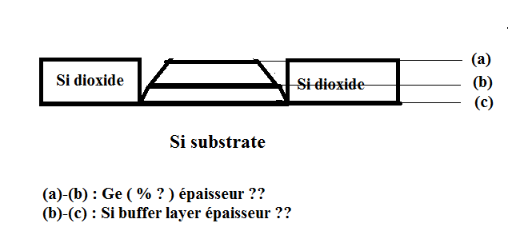 (a)
Si dioxide
Si dioxide
(b)
(c)
Si substrate
(a)-(b) : Ge ( % ? ) épaisseur ??
(b)-(c) : Si buffer layer épaisseur ??